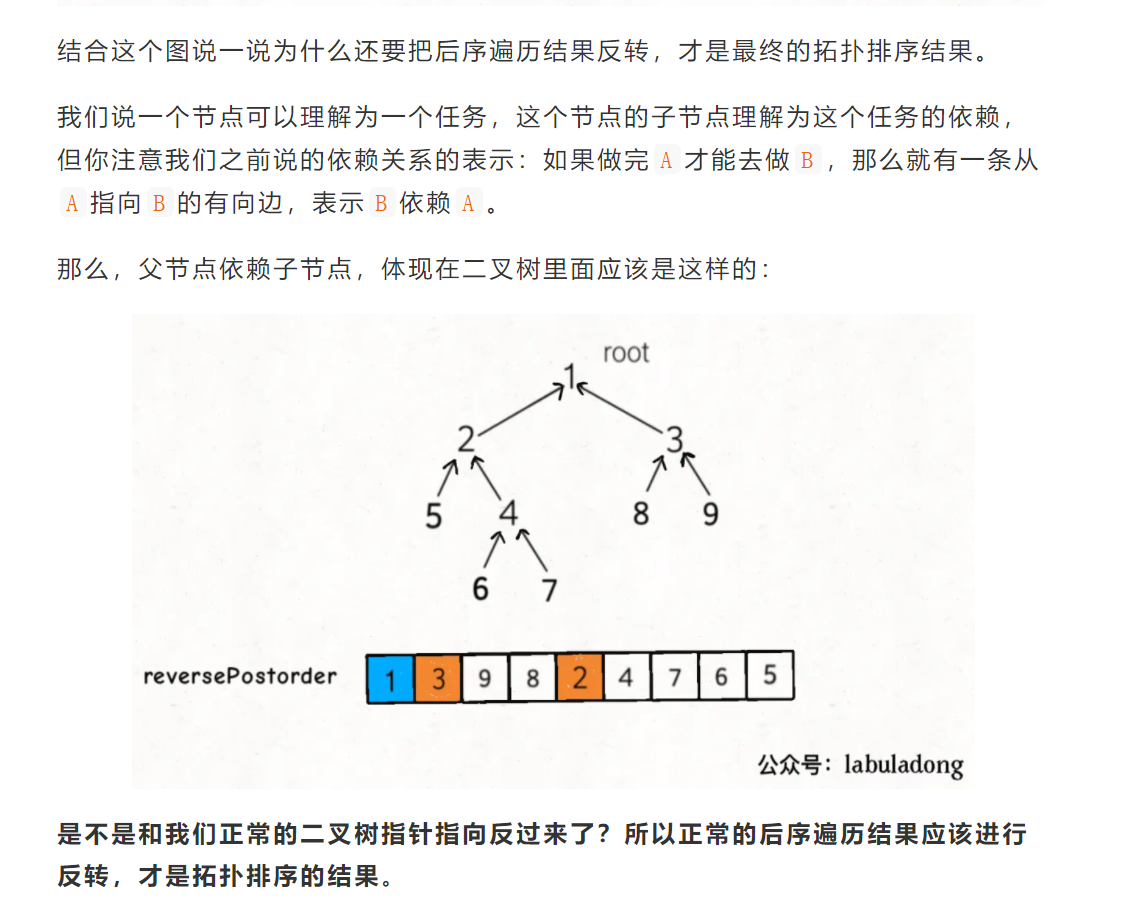 结合这个图说一说为什么还要把后序遍历结果反转，才是最终的拓扑排序结果。
我们说一个节点可以理解为一个任务，这个节点的子节点理解为这个任务的依赖，
但你注意我们之前说的依赖关系的表示：如果做完 A 才能去做 B ，那么就有一条从
A 指向 B 的有向边，表示 B 依赖 A 。
那么，父节点依赖子节点，体现在二叉树里面应该是这样的：
root
1
2 3
5 4 8 9
6 7
reversePostorder 1 3 9 8 2 4 7 6 5
公众号：labuladong
是不是和我们正常的二叉树指针指向反过来了？所以正常的后序遍历结果应该进行
反转，才是拓扑排序的结果。